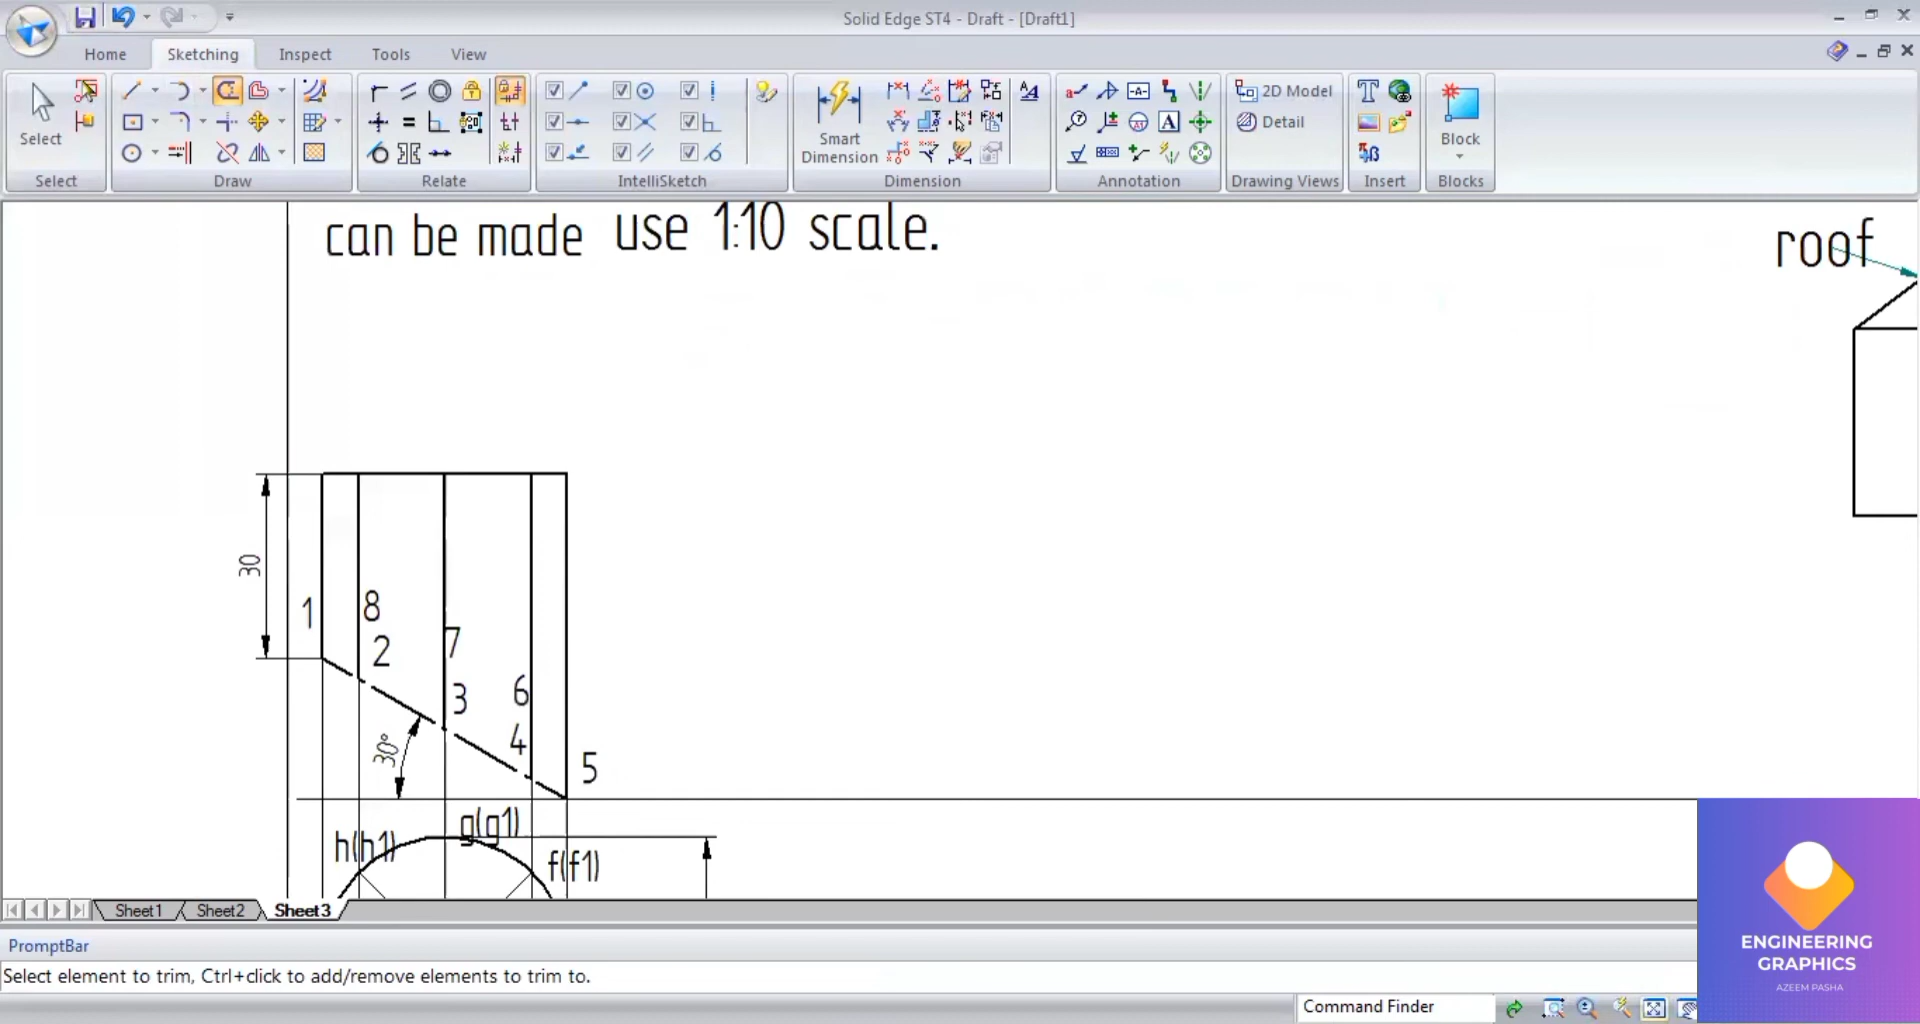 Solid Edge ST4 - Draft - [Draft1]
Home Sketching Inspect Tools View
Select
Smart Dimension
2D Model
Detail
Block
Select Draw Relate IntelliSketch Dimension Annotation Drawing Views Insert Blocks
can be made use 1:10 scale.
roof
30
1 8
2
7
3 6
4
30°
5
g(g1)
h(h1)
f(f1)
Sheet1 Sheet2 Sheet3
PromptBar
Select element to trim, Ctrl+click to add/remove elements to trim to.
Command Finder
ENGINEERING
GRAPHICS
AZEEM PASHA